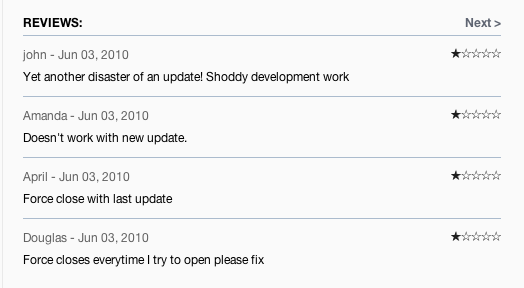 REVIEWS: Next >
john - Jun 03, 2010 ★☆☆☆☆
Yet another disaster of an update! Shoddy development work
Amanda - Jun 03, 2010 ★☆☆☆☆
Doesn't work with new update.
April - Jun 03, 2010 ★☆☆☆☆
Force close with last update
Douglas - Jun 03, 2010 ★☆☆☆☆
Force closes everytime I try to open please fix